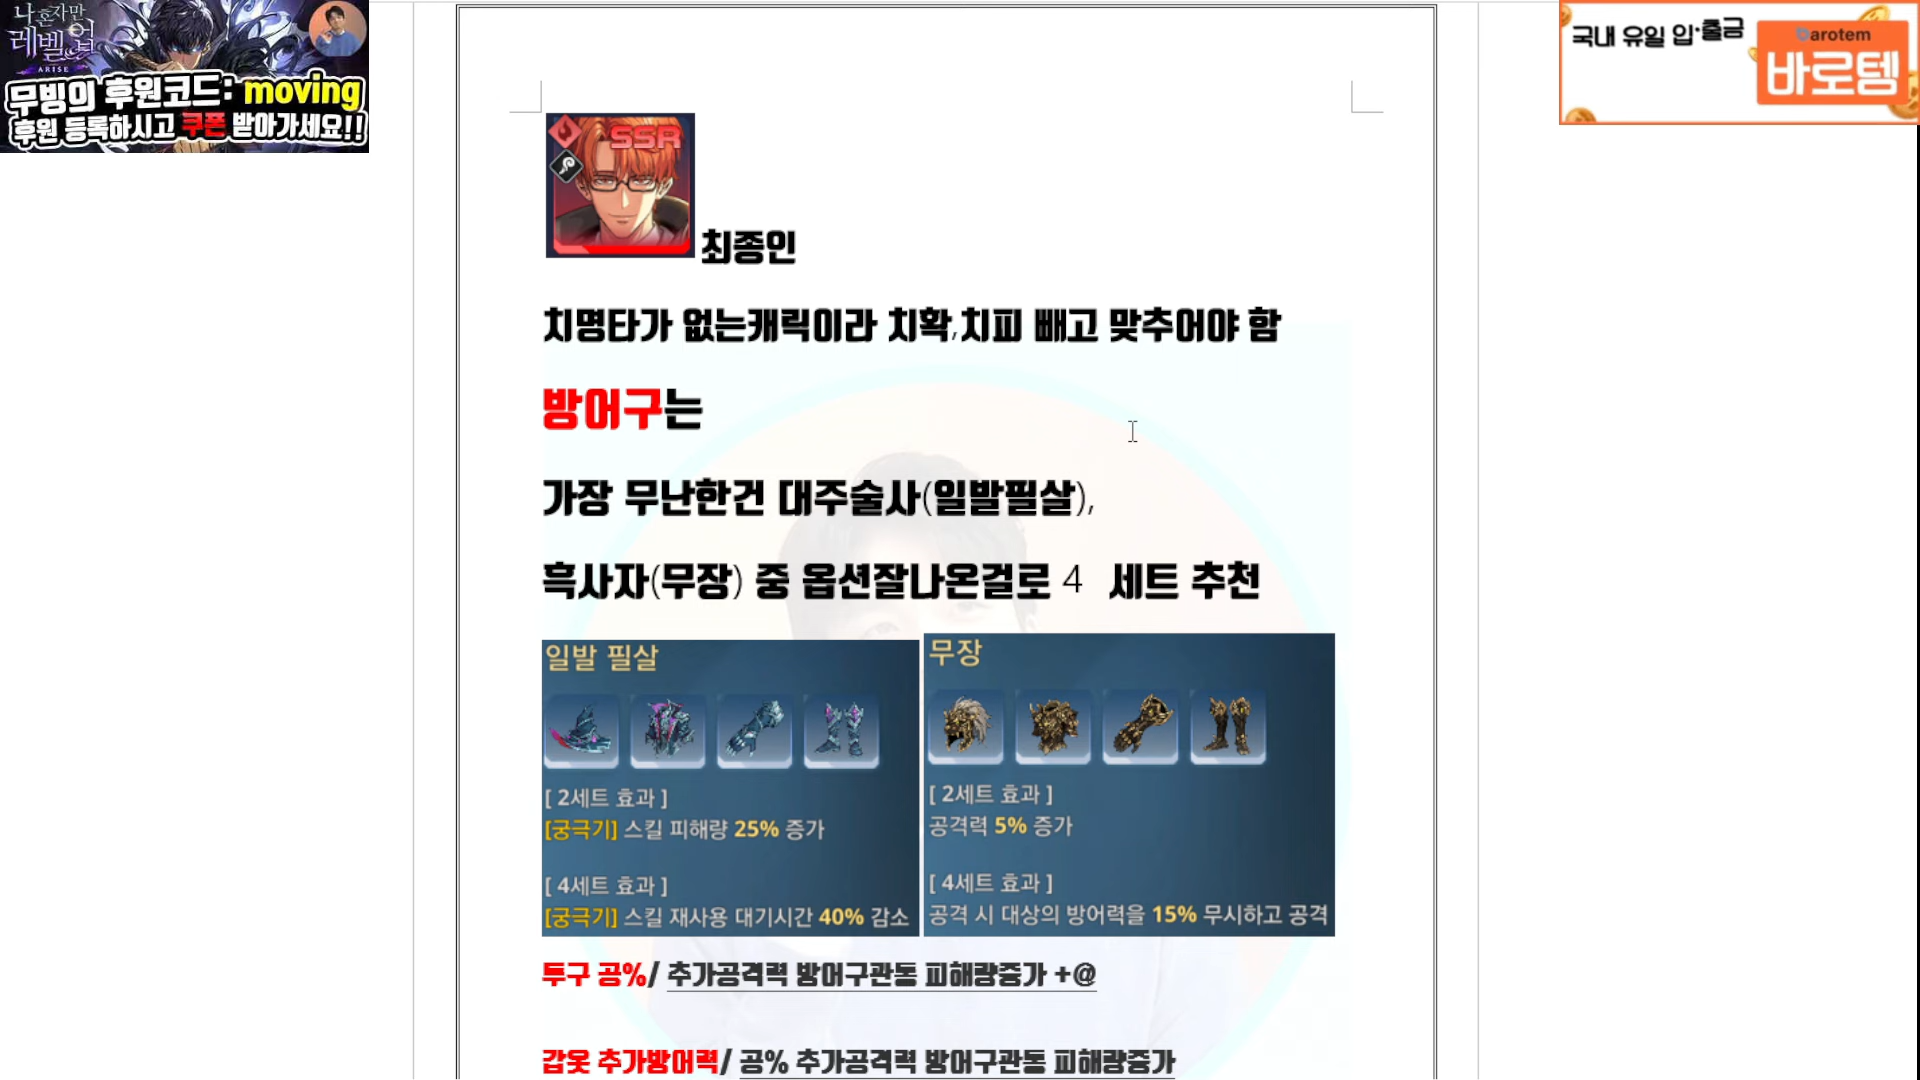 나 혼자만
레벨업
ARISE
무빙의 후원코드: moving
후원 등록하시고 쿠폰 받아가세요!!
국내 유일 입·출금
barotem
바로템
SSR
최종인
치명타가 없는캐릭이라 치확,치피 빼고 맞추어야 함
방어구는
가장 무난한건 대주술사(일발필살),
흑사자(무장) 중 옵션잘나온걸로 4 세트 추천
일발 필살
[ 2세트 효과 ]
[궁극기] 스킬 피해량 25% 증가
[ 4세트 효과 ]
[궁극기] 스킬 재사용 대기시간 40% 감소
무장
[ 2세트 효과 ]
공격력 5% 증가
[ 4세트 효과 ]
공격 시 대상의 방어력을 15% 무시하고 공격
투구 공%/ 추가공격력 방어구관통 피해량증가 +@
갑옷 추가방어력/ 공% 추가공격력 방어구관통 피해량증가